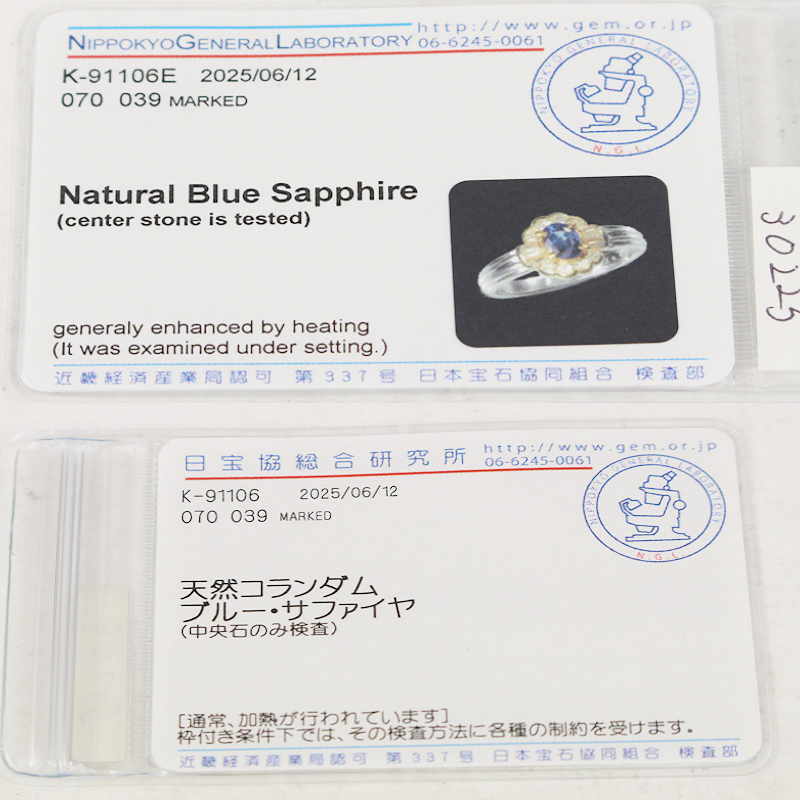 NIPPOKYO GENERAL LABORATORY
http://www.gem.or.jp
06-6245-0061
K-91106E 2025/06/12
070 039 MARKED
NIPPOKYO GENERAL LABORATORY
N.G.L
Natural Blue Sapphire
(center stone is tested)
generaly enhanced by heating
(It was examined under setting.)
近畿経済産業局認可 第337号 日本宝石協同組合 検査部
30225
日宝協総合研究所
http://www.gem.or.jp
06-6245-0061
K-91106 2025/06/12
070 039 MARKED
NIPPOKYO GENERAL LABORATORY
N.G.L
天然コランダム
ブルー・サファイヤ
(中央石のみ検査)
[通常、加熱が行われています]
枠付き条件下では、その検査方法に各種の制約を受けます。
近畿経済産業局認可 第337号 日本宝石協同組合 検査部